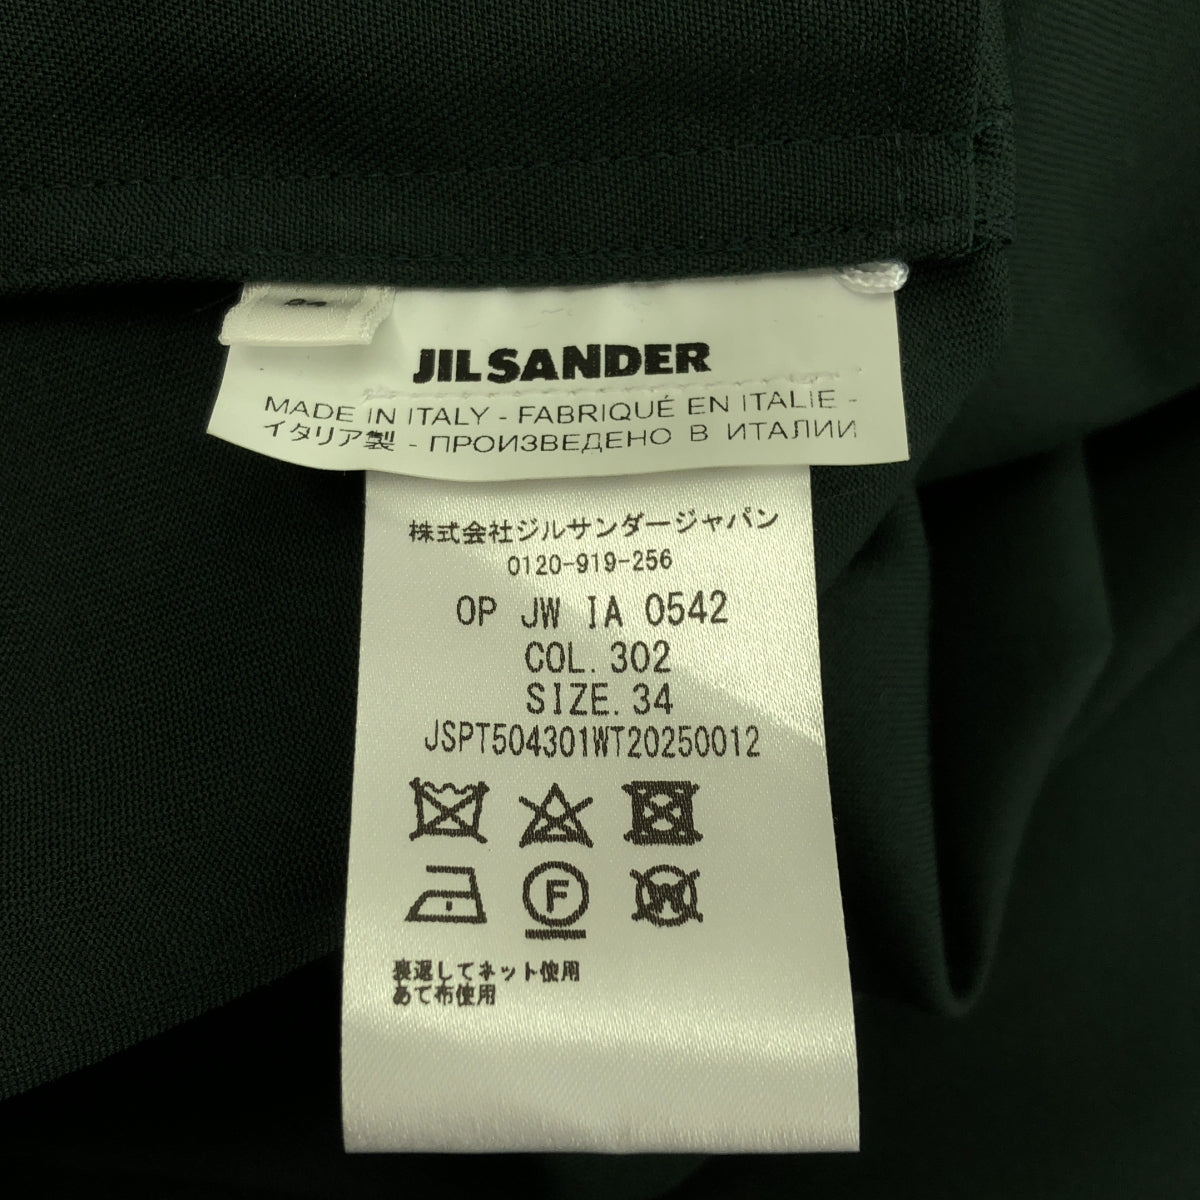 JIL SANDER
MADE IN ITALY - FABRIQUÉ EN ITALIE -
イタリア製 - ПРОИЗВЕДЕНО В ИТАЛИИ
株式会社ジルサンダージャパン
0120-919-256
OP JW IA 0542
COL.302
SIZE.34
JSPT504301WT20250012
F
W
裏返してネット使用
あて布使用